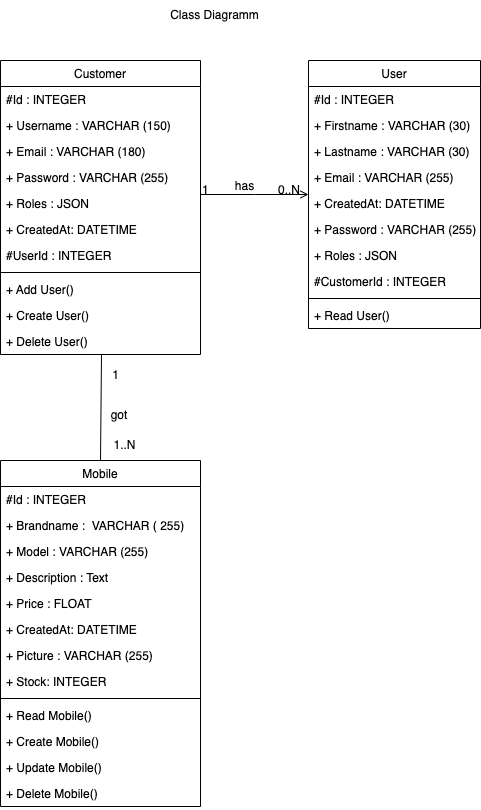 Class Diagramm
Customer
#Id : INTEGER
+ Username : VARCHAR (150)
+ Email : VARCHAR (180)
+ Password : VARCHAR (255)
+ Roles : JSON
+ CreatedAt: DATETIME
#UserId : INTEGER
+ Add User()
+ Create User()
+ Delete User()
1
has
0..N
User
#Id : INTEGER
+ Firstname : VARCHAR (30)
+ Lastname : VARCHAR (30)
+ Email : VARCHAR (255)
+ CreatedAt: DATETIME
+ Password : VARCHAR (255)
+ Roles : JSON
#CustomerId : INTEGER
+ Read User()
1
got
1..N
Mobile
#Id : INTEGER
+ Brandname :  VARCHAR ( 255)
+ Model : VARCHAR (255)
+ Description : Text
+ Price : FLOAT
+ CreatedAt: DATETIME
+ Picture : VARCHAR (255)
+ Stock: INTEGER
+ Read Mobile()
+ Create Mobile()
+ Update Mobile()
+ Delete Mobile()